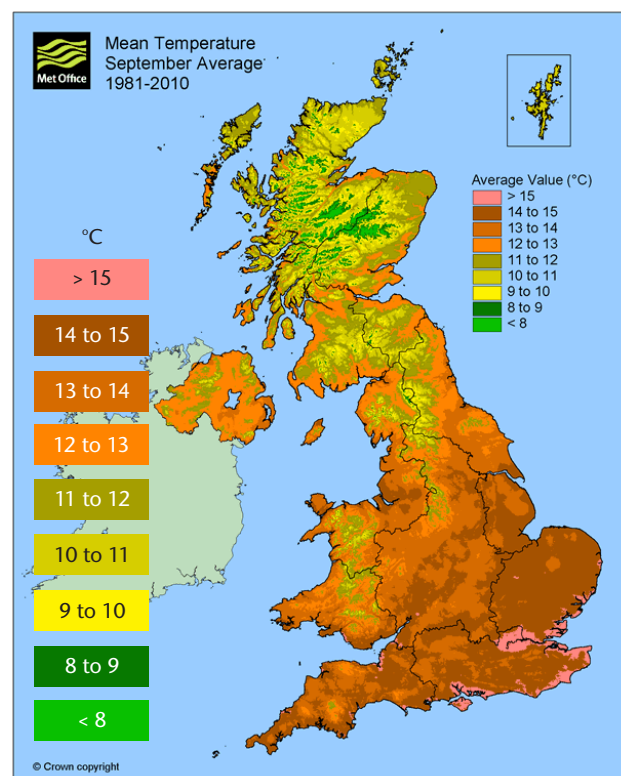 Met Office
Mean Temperature
September Average
1981-2010
Average Value (°C)
> 15
14 to 15
13 to 14
12 to 13
11 to 12
10 to 11
9 to 10
8 to 9
< 8
°C
> 15
14 to 15
13 to 14
12 to 13
11 to 12
10 to 11
9 to 10
8 to 9
< 8
© Crown copyright